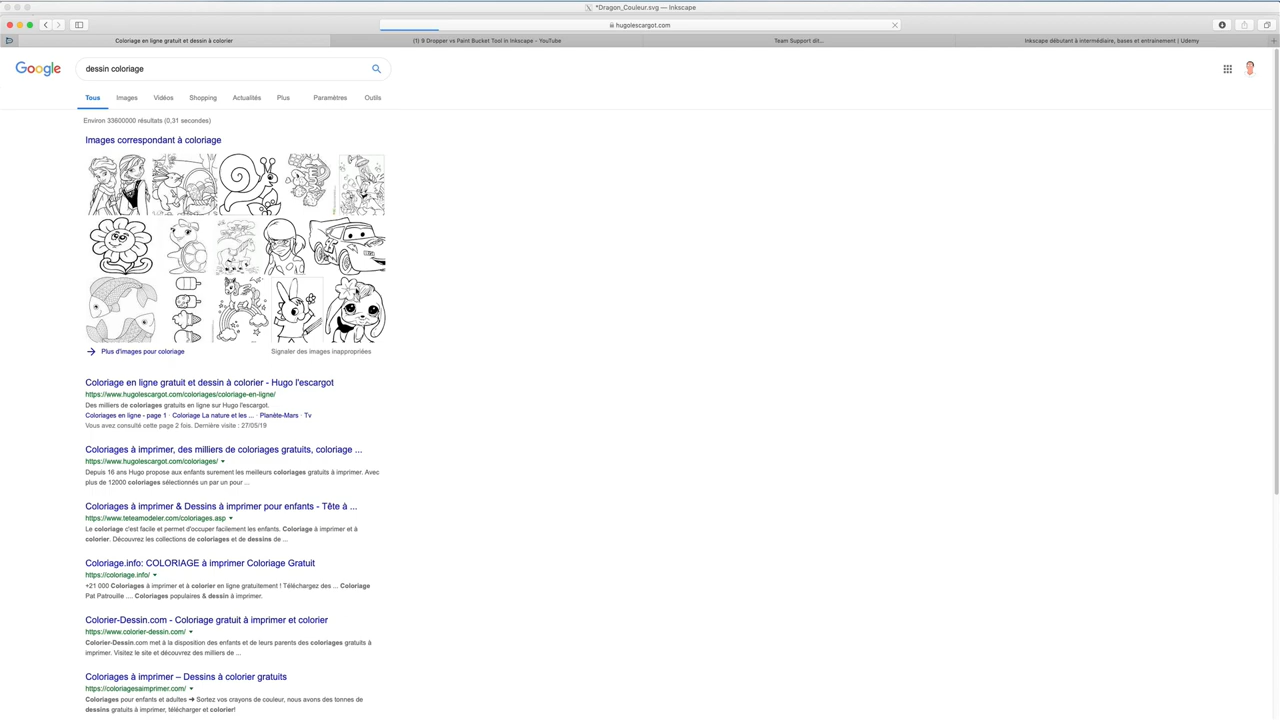 *Dragon_Couleur.svg — Inkscape
hugolescargot.com
Coloriage en ligne gratuit et dessin à colorier
(1) 9 Dropper vs Paint Bucket Tool in Inkscape - YouTube
Team Support dit...
Inkscape débutant à intermédiaire, bases et entrainement | Udemy
Google
dessin coloriage
Tous Images Vidéos Shopping Actualités Plus Paramètres Outils
Environ 33600000 résultats (0,31 secondes)
Images correspondant à coloriage
Plus d'images pour coloriage
Signaler des images inappropriées
Coloriage en ligne gratuit et dessin à colorier - Hugo l'escargot
https://www.hugolescargot.com/coloriages/coloriage-en-ligne/
Des milliers de coloriages gratuits en ligne sur Hugo l'escargot.
Coloriages en ligne - page 1 · Coloriage La nature et les ... · Planète-Mars · Tv
Vous avez consulté cette page 2 fois. Dernière visite : 27/05/19
Coloriages à imprimer, des milliers de coloriages gratuits, coloriage ...
https://www.hugolescargot.com/coloriages/
Depuis 16 ans Hugo propose aux enfants surement les meilleurs coloriages gratuits à imprimer. Avec
plus de 12000 coloriages sélectionnés un par un pour ...
Coloriages à imprimer & Dessins à imprimer pour enfants - Tête à ...
https://www.teteamodeler.com/coloriages.asp
Le coloriage c'est facile et permet d'occuper facilement les enfants. Coloriage à imprimer et à
colorier. Découvrez les collections de coloriages et de dessins de ...
Coloriage.info: COLORIAGE à imprimer Coloriage Gratuit
https://coloriage.info/
+21 000 Coloriages à imprimer et à colorier en ligne gratuitement ! Téléchargez des ... Coloriage
Pat Patrouille .... Coloriages populaires & dessin à imprimer.
Colorier-Dessin.com - Coloriage gratuit à imprimer et colorier
https://www.colorier-dessin.com/
Colorier-Dessin.com met à la disposition des enfants et de leurs parents des coloriages gratuits à
imprimer. Visitez le site et découvrez des milliers de ...
Coloriages à imprimer – Dessins à colorier gratuits
https://coloriagesaimprimer.com/
Coloriages pour enfants et adultes ➜ Sortez vos crayons de couleur, nous avons des tonnes de
dessins gratuits à imprimer, télécharger et colorier!